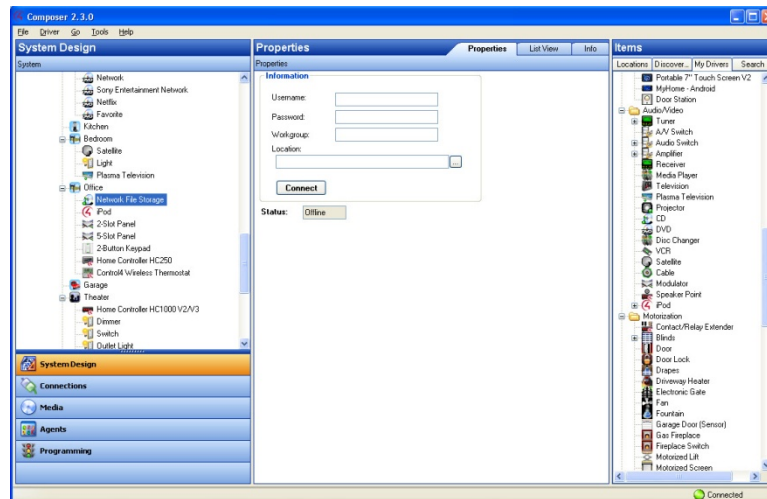 Composer 2.3.0
File Driver Go Tools Help
System Design
System
Network
Sony Entertainment Network
Netflix
Favorite
Kitchen
Bedroom
Satellite
Light
Plasma Television
Office
Network File Storage
iPod
2-Slot Panel
5-Slot Panel
2-Button Keypad
Home Controller HC250
Control4 Wireless Thermostat
Garage
Theater
Home Controller HC1000 V2/V3
Dimmer
Switch
Outlet Light
System Design
Connections
Media
Agents
Programming
Properties
Properties List View Info
Properties
Information
Username:
Password:
Workgroup:
Location:
...
Connect
Status: Offline
Items
Locations Discover... My Drivers Search
Portable 7" Touch Screen V2
MyHome - Android
Door Station
Audio/Video
Tuner
A/V Switch
Audio Switch
Amplifier
Receiver
Media Player
Television
Plasma Television
Projector
CD
DVD
Disc Changer
VCR
Satellite
Cable
Modulator
Speaker Point
iPod
Motorization
Contact/Relay Extender
Blinds
Door
Door Lock
Drapes
Driveway Heater
Electronic Gate
Fan
Fountain
Garage Door (Sensor)
Gas Fireplace
Fireplace Switch
Motorized Lift
Motorized Screen
Connected